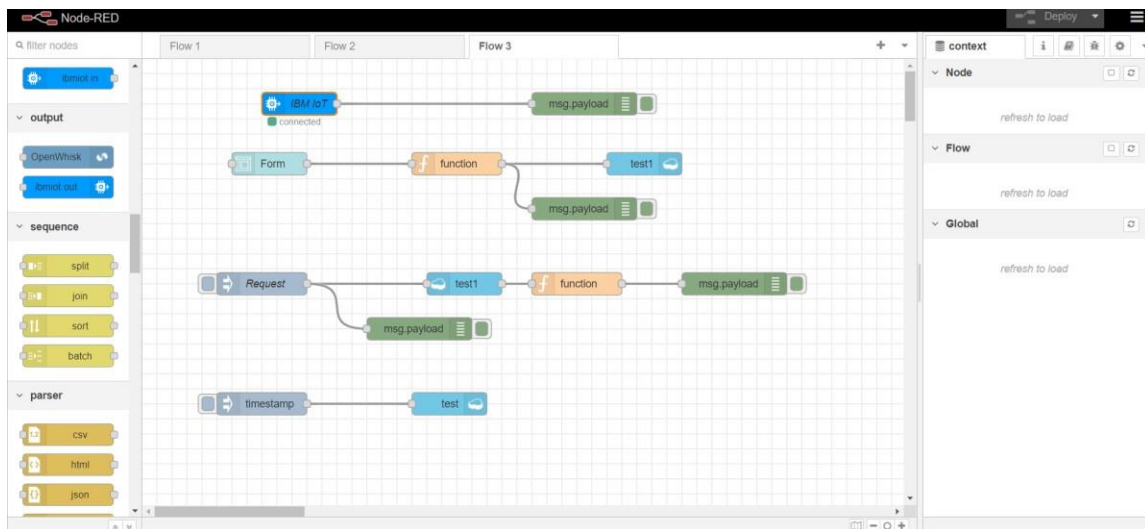 Node-RED
Deploy
filter nodes
ibmiot in
output
OpenWhisk
ibmiot out
sequence
split
join
sort
batch
parser
csv
html
json
Flow 1
Flow 2
Flow 3
IBM IoT
connected
msg.payload
Form
function
test1
msg.payload
Request
test1
function
msg.payload
msg.payload
timestamp
test
context
Node
refresh to load
Flow
refresh to load
Global
refresh to load